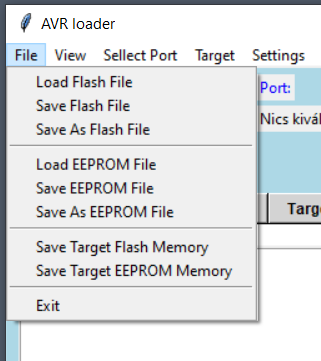 AVR loader
File View Sellect Port Target Settings
Load Flash File
Save Flash File
Save As Flash File
Load EEPROM File
Save EEPROM File
Save As EEPROM File
Save Target Flash Memory
Save Target EEPROM Memory
Exit
Port:
Nics